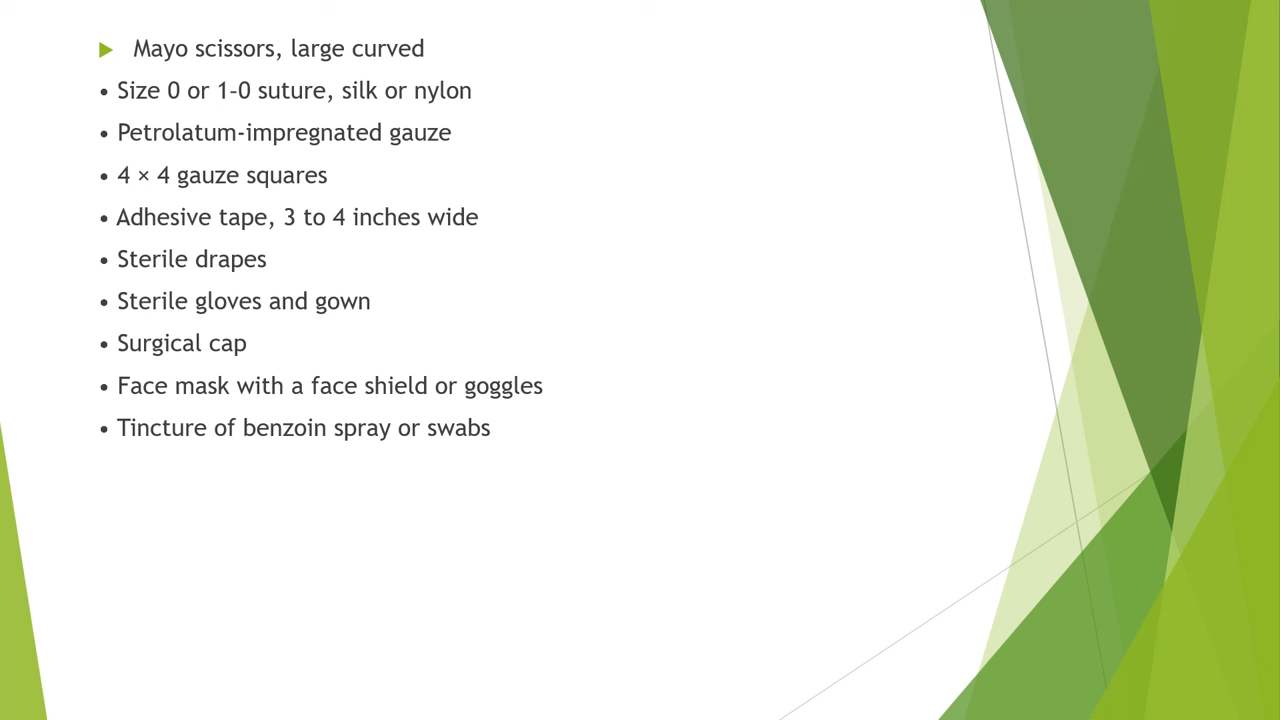 Mayo scissors, large curved
• Size 0 or 1-0 suture, silk or nylon
• Petrolatum-impregnated gauze
• 4 × 4 gauze squares
• Adhesive tape, 3 to 4 inches wide
• Sterile drapes
• Sterile gloves and gown
• Surgical cap
• Face mask with a face shield or goggles
• Tincture of benzoin spray or swabs